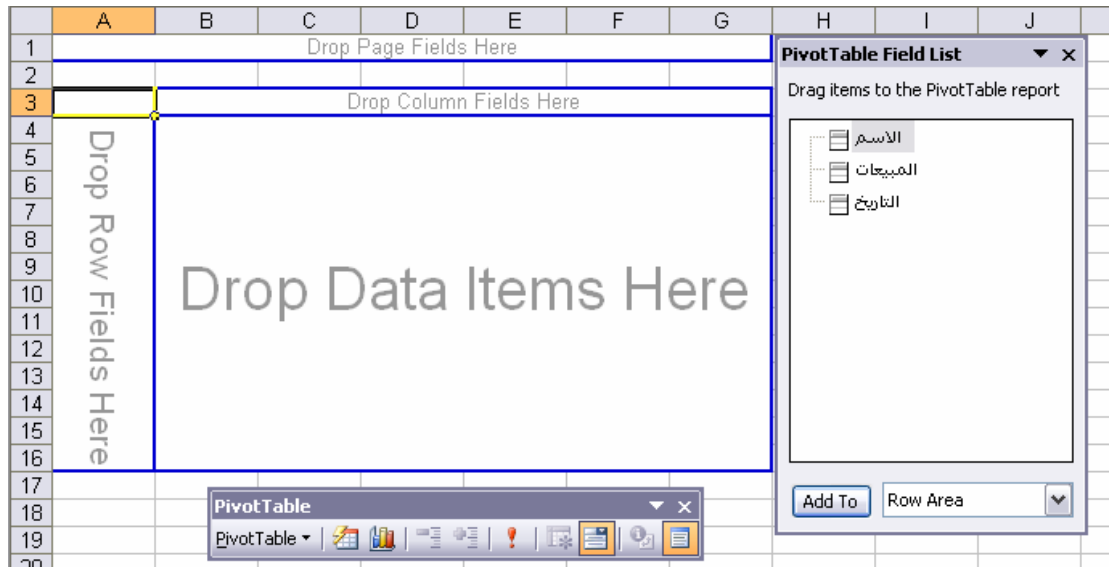 A B C D E F G H I J
1 Drop Page Fields Here
2
3 Drop Column Fields Here
4
5
6
7
8
9
10
11
12
13
14
15
16
17
18
19
20
Drop Row Fields Here
Drop Data Items Here
PivotTable Field List
Drag items to the PivotTable report
الاسم
المبيعات
التاريخ
Add To Row Area
PivotTable
PivotTable